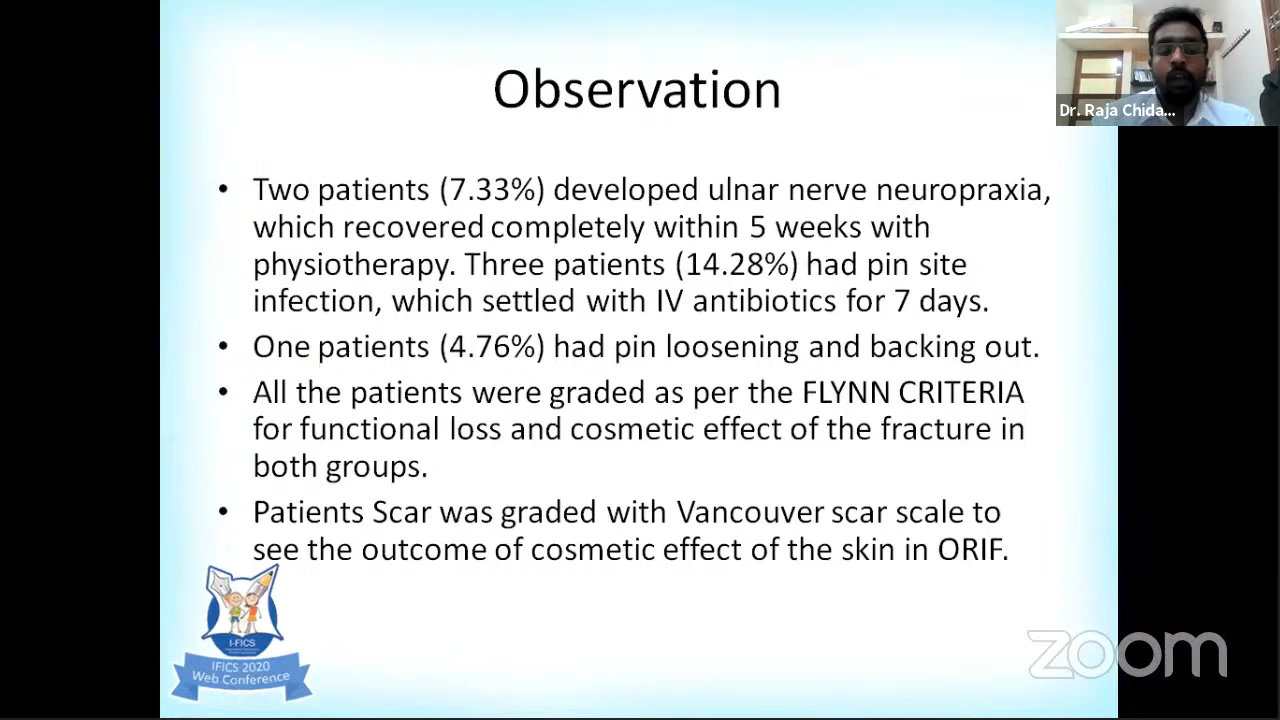 Observation
Dr. Raja Chida...
• Two patients (7.33%) developed ulnar nerve neuropraxia,
which recovered completely within 5 weeks with
physiotherapy. Three patients (14.28%) had pin site
infection, which settled with IV antibiotics for 7 days.
• One patients (4.76%) had pin loosening and backing out.
• All the patients were graded as per the FLYNN CRITERIA
for functional loss and cosmetic effect of the fracture in
both groups.
• Patients Scar was graded with Vancouver scar scale to
see the outcome of cosmetic effect of the skin in ORIF.
I-FICS
IFICS 2020
Web Conference
zoom